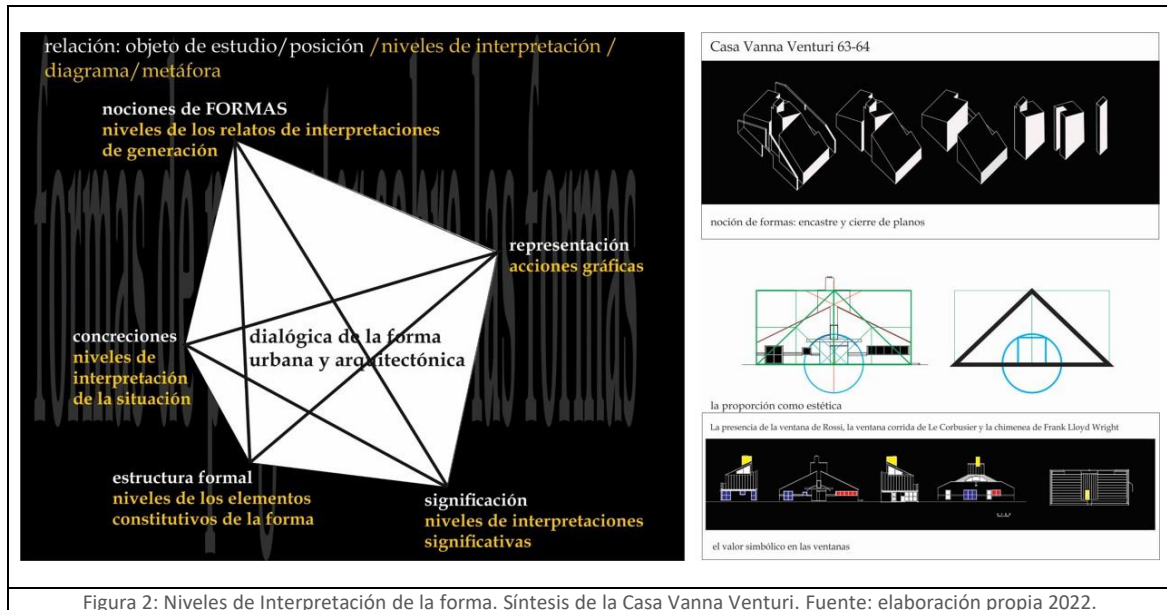 relación: objeto de estudio/posición /niveles de interpretación /
diagrama/metáfora
nociones de FORMAS
niveles de los relatos de interpretaciones
de generación
representación
acciones gráficas
concreciones
niveles de
interpretación
de la situación
dialógica de la forma
urbana y arquitectónica
estructura formal
niveles de los elementos
constitutivos de la forma
significación
niveles de interpretaciones
significativas
Casa Vanna Venturi 63-64
noción de formas: encastre y cierre de planos
la proporción como estética
La presencia de la ventana de Rossi, la ventana corrida de Le Corbusier y la chimenea de Frank Lloyd Wright
el valor simbólico en las ventanas
Figura 2: Niveles de Interpretación de la forma. Síntesis de la Casa Vanna Venturi. Fuente: elaboración propia 2022.